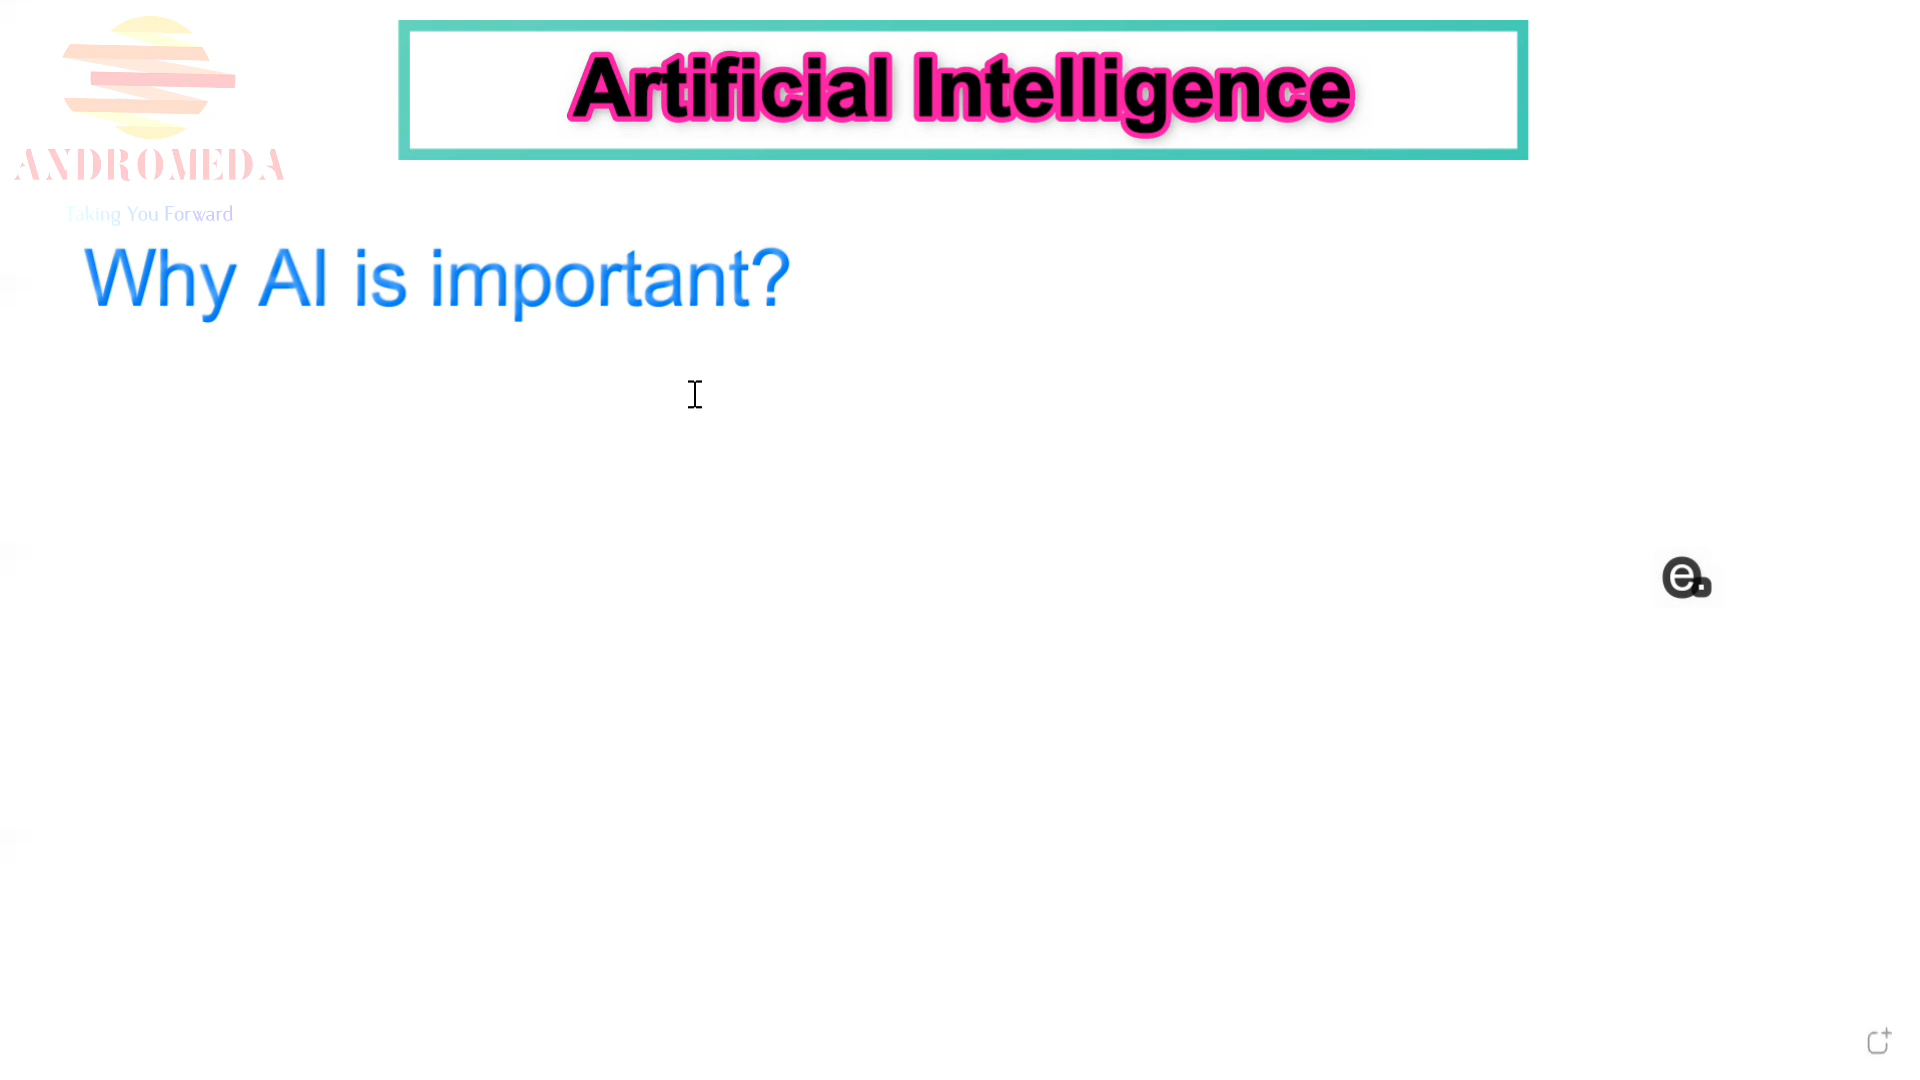 Artificial Intelligence
ANDROMEDA
Taking You Forward
Why AI is important?
e.